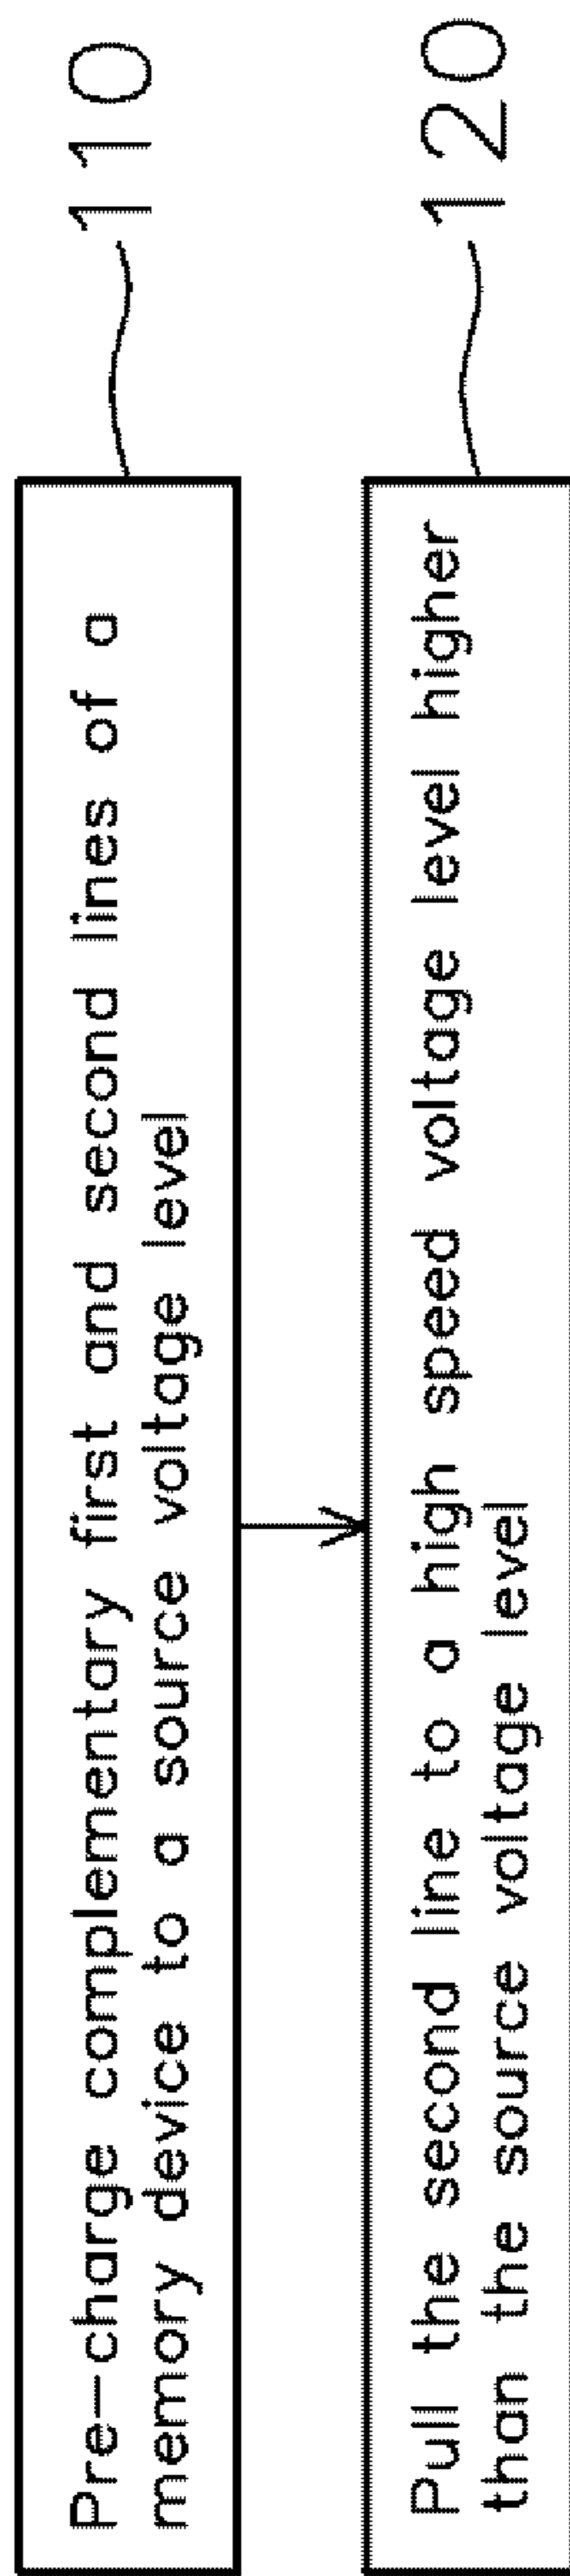 Pre-charge complementary first and second lines of a
memory device to a source voltage level
110
Pull the second line to a high speed voltage level higher
than the source voltage level
120